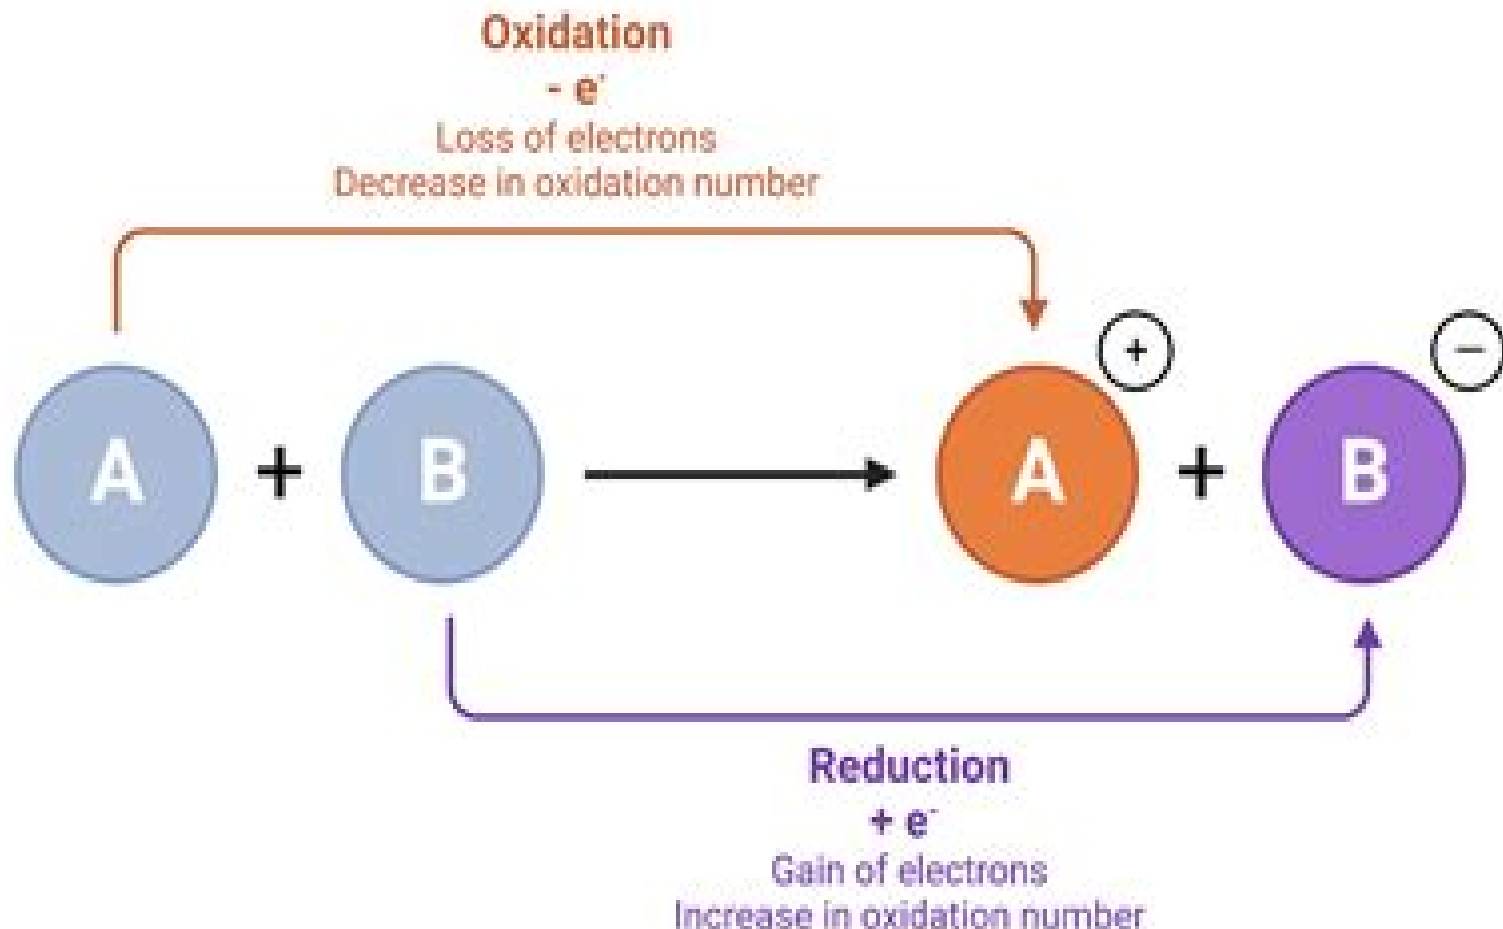 Oxidation
- e-
Loss of electrons
Decrease in oxidation number
+
−
A + B A + B
Reduction
+ e-
Gain of electrons
Increase in oxidation number